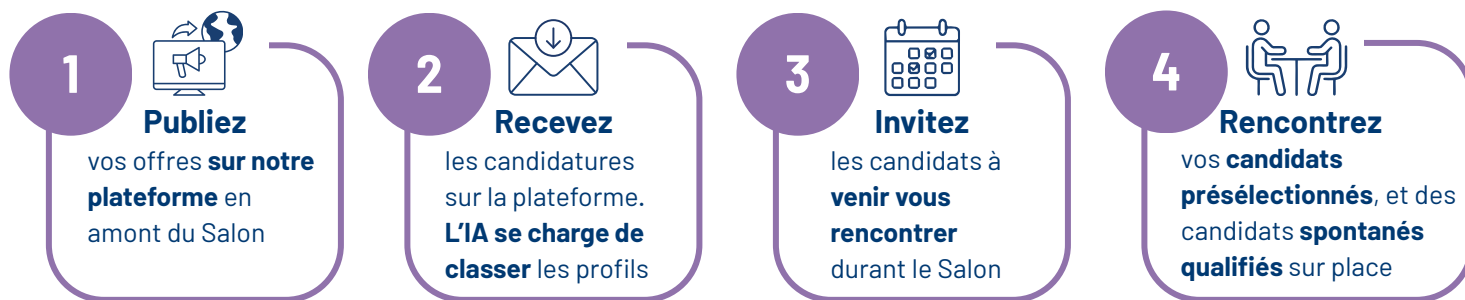 1
Publiez
vos offres sur notre
plateforme en
amont du Salon
2
Recevez
les candidatures
sur la plateforme.
L'IA se charge de
classer les profils
3
Invitez
les candidats à
venir vous
rencontrer
durant le Salon
4
Rencontrez
vos candidats
présélectionnés, et des
candidats spontanés
qualifiés sur place